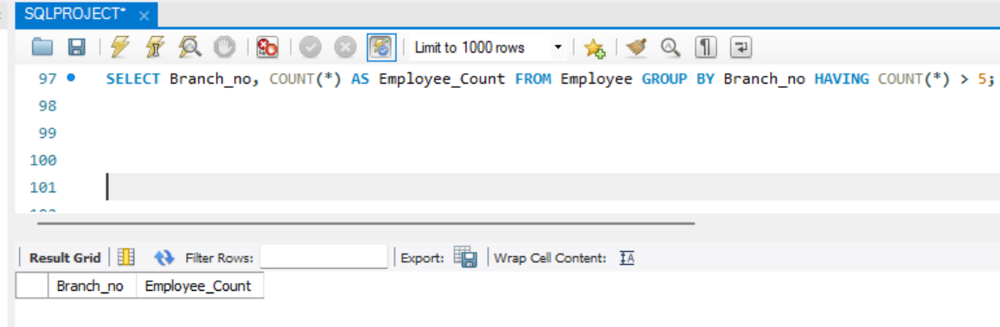 SQLPROJECT*
Limit to 1000 rows
97 SELECT Branch_no, COUNT(*) AS Employee_Count FROM Employee GROUP BY Branch_no HAVING COUNT(*) > 5;
98
99
100
101
Result Grid Filter Rows: Export: Wrap Cell Content: IA
Branch_no Employee_Count